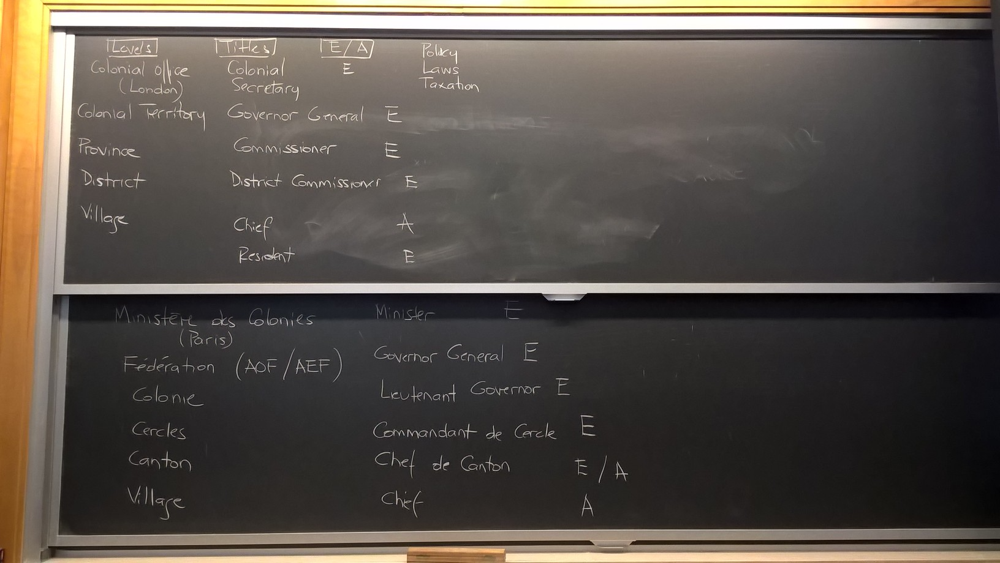 Levels Titles E/A Policy
Colonial Office Colonial E Laws
(London) Secretary Taxation
Colonial Territory Governor General E
Province Commissioner E
District District Commissioner E
Village Chief A
Resident E
Ministère des Colonies Minister E
(Paris)
Fédération (AOF/AEF) Governor General E
Colonie Lieutenant Governor E
Cercles Commandant de Cercle E
Canton Chef de Canton E/A
Village Chief A